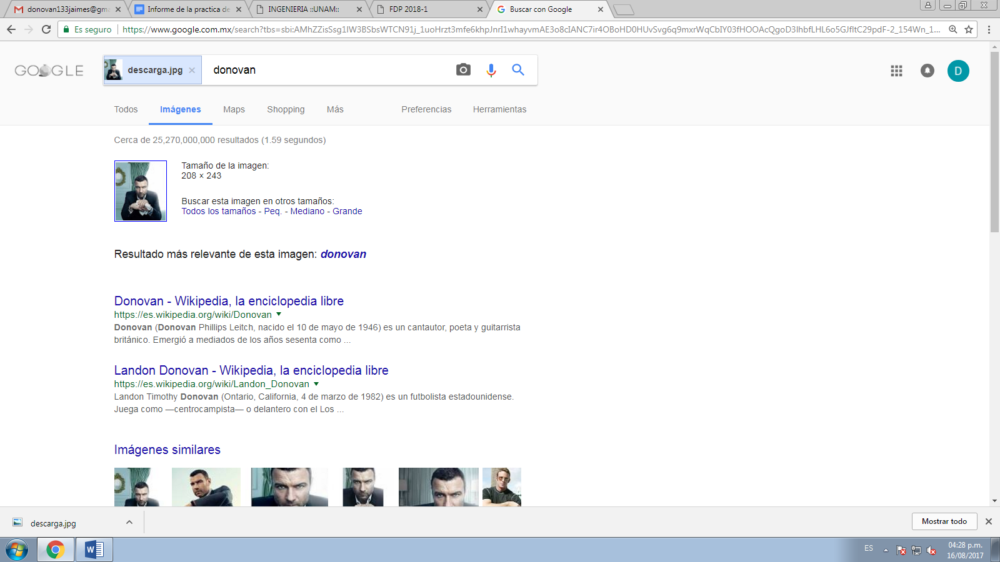 donovan133jaimes@gma
Informe de la practica de
INGENIERIA ::UNAM::
FDP 2018-1
Buscar con Google
Es seguro
https://www.google.com.mx/search?tbs=sbi:AMhZZisSsg1IW3BSbsWTCN91j_1uoHrzt3mfe6khpJnrI1whayvmAE3o8cIANC7ir4OBoHD0HUvSvg6q9mxrWqCbIY03fHOOAcQgoD3IhbfLHL6o5GJfltC29pdF-2_154Wn_1...
GOOGLE
descarga.jpg
donovan
D
Todos
Imágenes
Maps
Shopping
Más
Preferencias
Herramientas
Cerca de 25,270,000,000 resultados (1.59 segundos)
Tamaño de la imagen:
208 × 243
Buscar esta imagen en otros tamaños:
Todos los tamaños - Peq. - Mediano - Grande
Resultado más relevante de esta imagen: donovan
Donovan - Wikipedia, la enciclopedia libre
https://es.wikipedia.org/wiki/Donovan
Donovan (Donovan Phillips Leitch, nacido el 10 de mayo de 1946) es un cantautor, poeta y guitarrista
británico. Emergió a mediados de los años sesenta como ...
Landon Donovan - Wikipedia, la enciclopedia libre
https://es.wikipedia.org/wiki/Landon_Donovan
Landon Timothy Donovan (Ontario, California, 4 de marzo de 1982) es un futbolista estadounidense.
Juega como —centrocampista— o delantero con el Los ...
Imágenes similares
descarga.jpg
Mostrar todo
W
ES
04:28 p.m.
16/08/2017